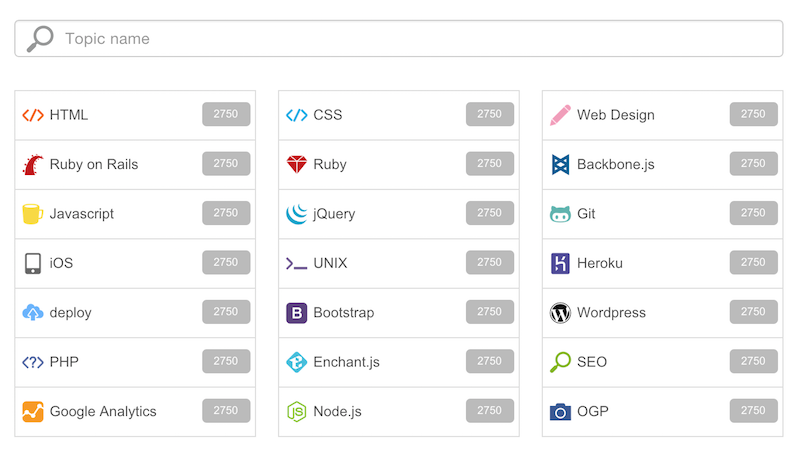 Topic name
HTML 2750
CSS 2750
Web Design 2750
Ruby on Rails 2750
Ruby 2750
Backbone.js 2750
Javascript 2750
jQuery 2750
Git 2750
iOS 2750
UNIX 2750
Heroku 2750
deploy 2750
Bootstrap 2750
Wordpress 2750
PHP 2750
Enchant.js 2750
SEO 2750
Google Analytics 2750
Node.js 2750
OGP 2750